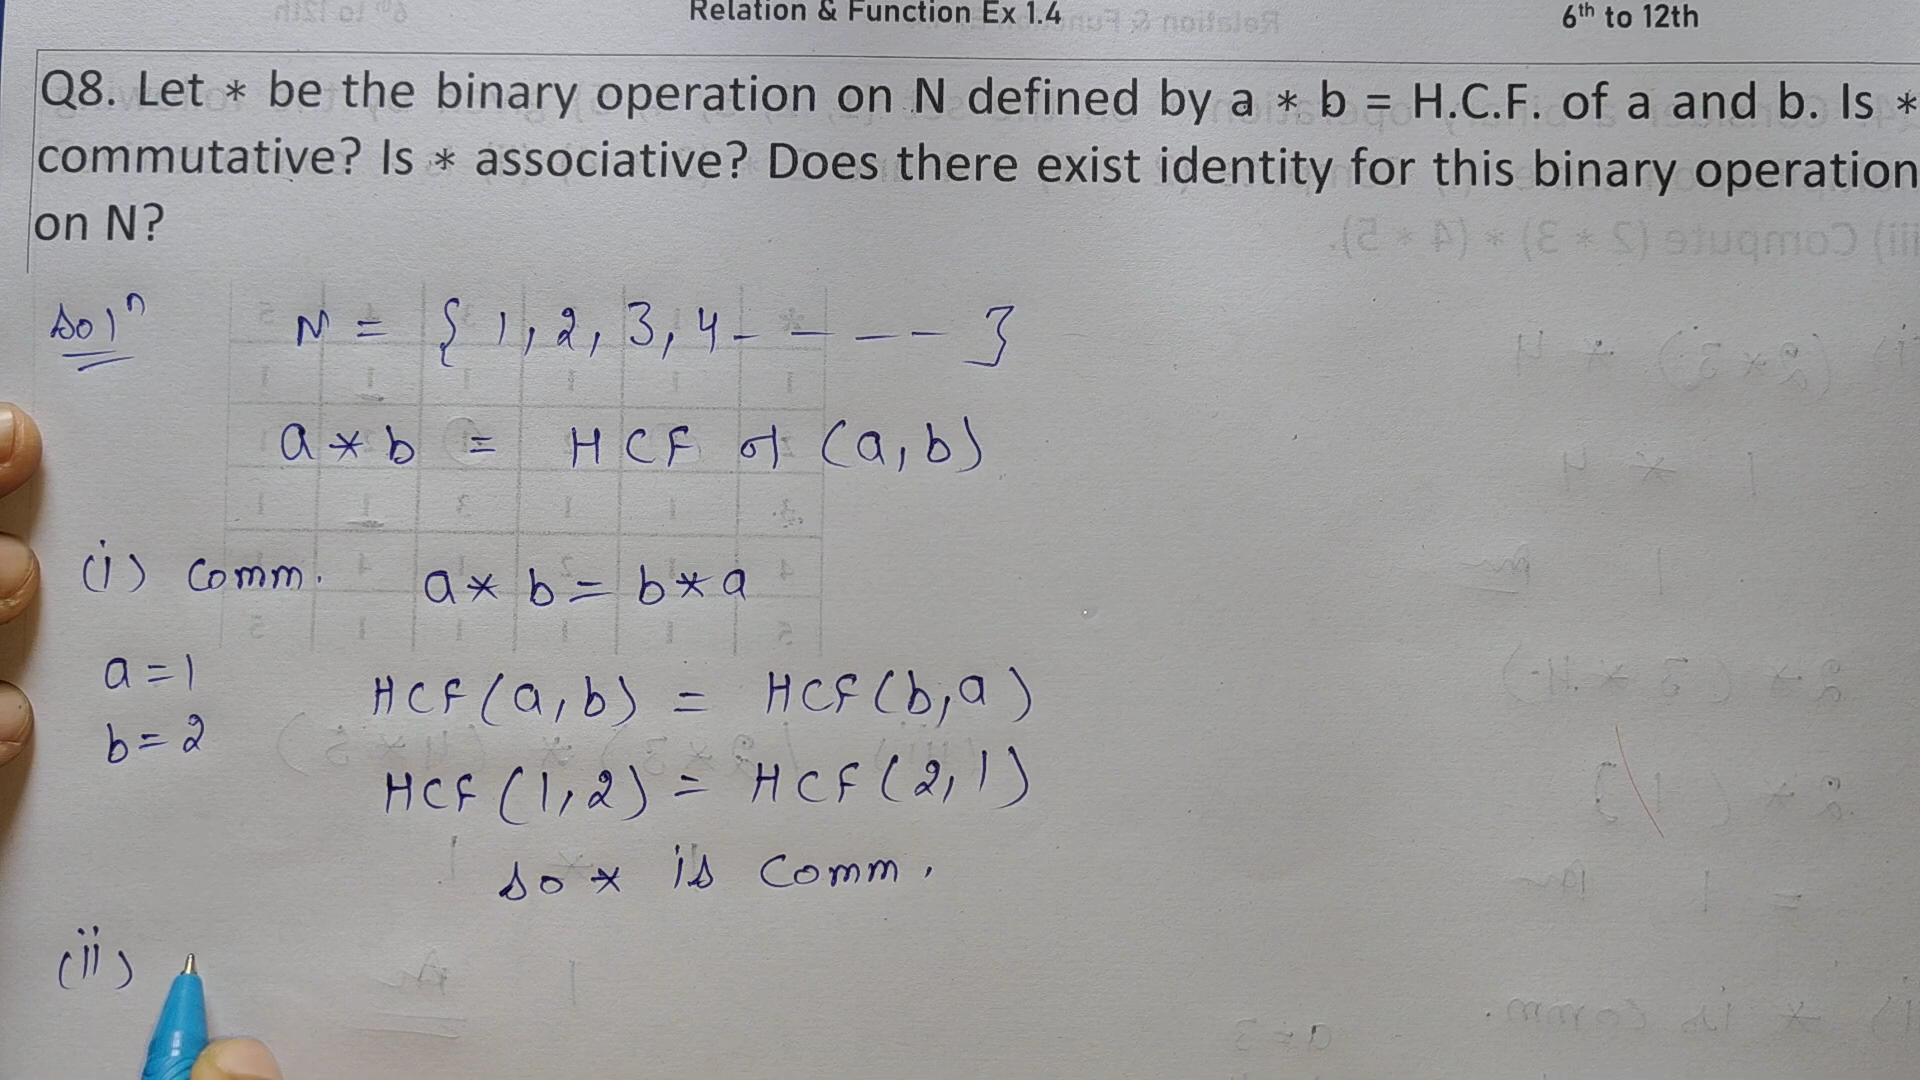 Relation & Function Ex 1.4
6th to 12th
Q8. Let * be the binary operation on N defined by a * b = H.C.F. of a and b. Is *
commutative? Is * associative? Does there exist identity for this binary operation
on N?
Solⁿ N = { 1, 2, 3, 4 - - - - }
a * b = HCF of (a, b)
(i) Comm. a * b = b * a
a = 1
HCF (a, b) = HCF (b, a)
b = 2
HCF (1, 2) = HCF (2, 1)
so * is Comm.
(ii)